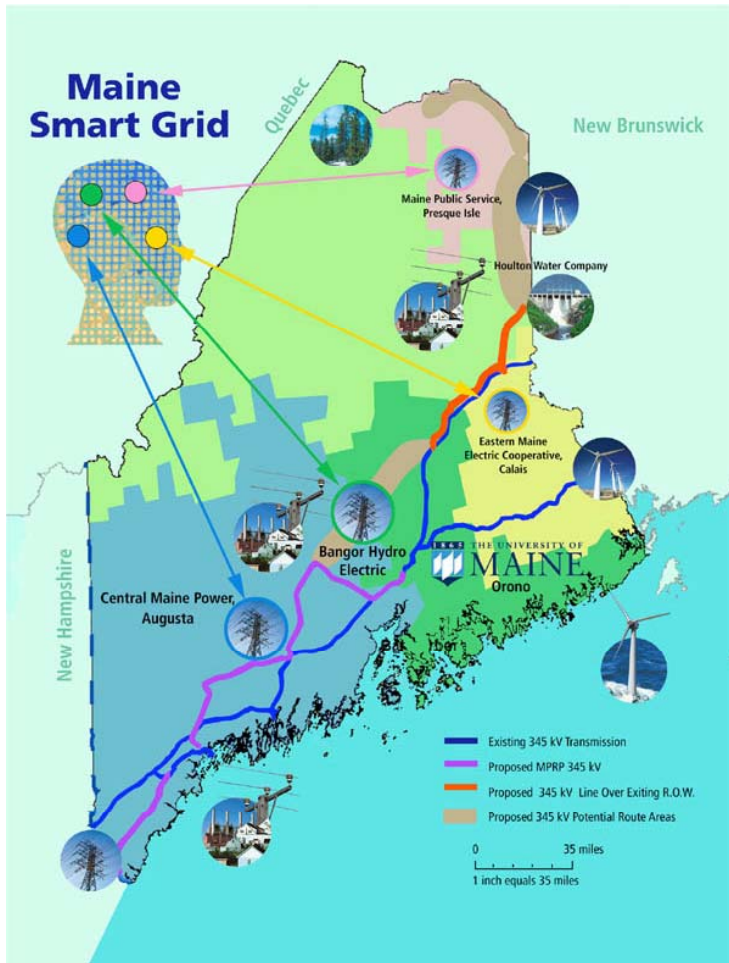 Maine
Smart Grid
Quebec
New Brunswick
Maine Public Service,
Presque Isle
Houlton Water Company
Eastern Maine
Electric Cooperative,
Calais
Bangor Hydro
Electric
1865 THE UNIVERSITY OF
MAINE
Orono
Central Maine Power,
Augusta
New Hampshire
Existing 345 kV Transmission
Proposed MPRP 345 kV
Proposed 345 kV Line Over Exiting R.O.W.
Proposed 345 kV Potential Route Areas
0 35 miles
1 inch equals 35 miles